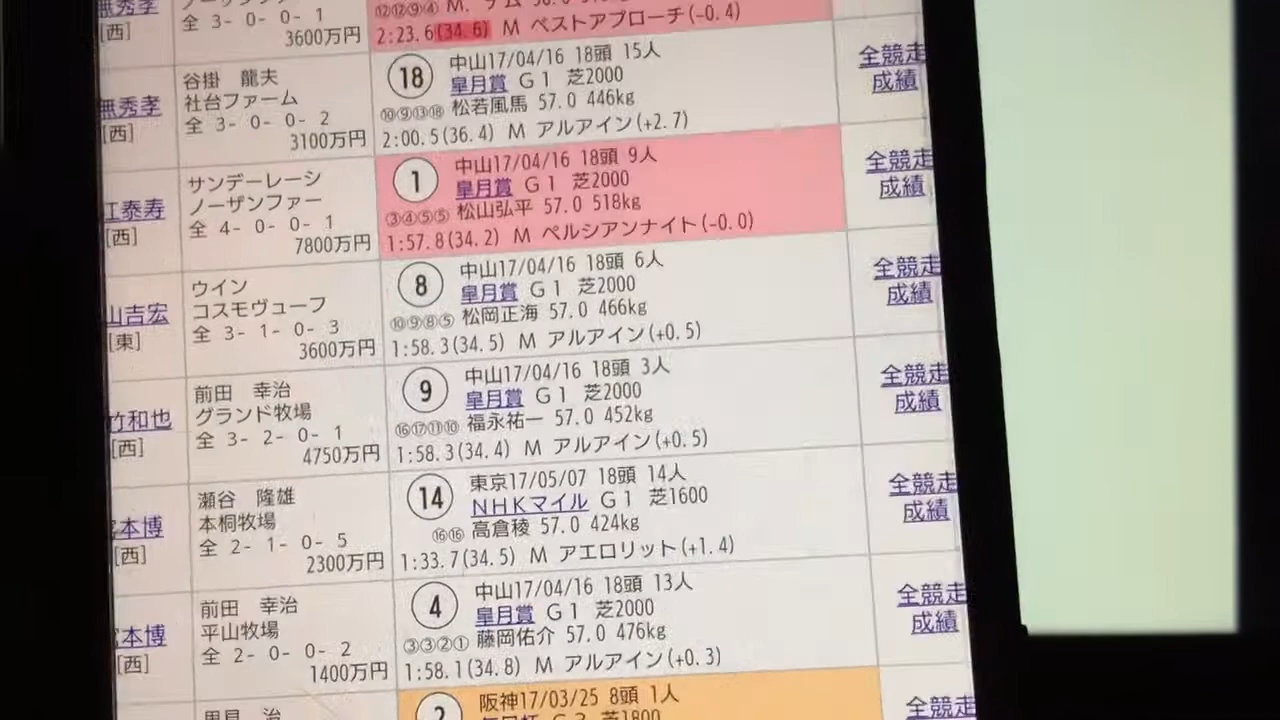 無秀孝
[西]
全 3- 0- 0- 1
3600万円
⑫⑫⑨④
2:23.6(34.6) M ベストアプローチ(-0.4)
無秀孝
[西]
谷掛 龍夫
社台ファーム
全 3- 0- 0- 2
3100万円
18 中山17/04/16 18頭 15人
皐月賞 G1 芝2000
⑩⑨⑬⑱ 松若風馬 57.0 446kg
2:00.5(36.4) M アルアイン(+2.7)
全競走
成績
江泰寿
[西]
サンデーレーシ
ノーザンファー
全 4- 0- 0- 1
7800万円
1 中山17/04/16 18頭 9人
皐月賞 G1 芝2000
③④⑤⑤ 松山弘平 57.0 518kg
1:57.8(34.2) M ペルシアンナイト(-0.0)
全競走
成績
山吉宏
[東]
ウイン
コスモヴューフ
全 3- 1- 0- 3
3600万円
8 中山17/04/16 18頭 6人
皐月賞 G1 芝2000
⑩⑨⑧⑤ 松岡正海 57.0 466kg
1:58.3(34.5) M アルアイン(+0.5)
全競走
成績
竹和也
[西]
前田 幸治
グランド牧場
全 3- 2- 0- 1
4750万円
9 中山17/04/16 18頭 3人
皐月賞 G1 芝2000
⑯⑰⑪⑩ 福永祐一 57.0 452kg
1:58.3(34.4) M アルアイン(+0.5)
全競走
成績
宮本博
[西]
瀬谷 隆雄
本桐牧場
全 2- 1- 0- 5
2300万円
14 東京17/05/07 18頭 14人
NHKマイル G1 芝1600
⑯⑯ 高倉稜 57.0 424kg
1:33.7(34.5) M アエロリット(+1.4)
全競走
成績
宮本博
[西]
前田 幸治
平山牧場
全 2- 0- 0- 2
1400万円
4 中山17/04/16 18頭 13人
皐月賞 G1 芝2000
③③②① 藤岡佑介 57.0 476kg
1:58.1(34.8) M アルアイン(+0.3)
全競走
成績
里見 治
2 阪神17/03/25 8頭 1人
毎日杯 G3 芝1800
全競走